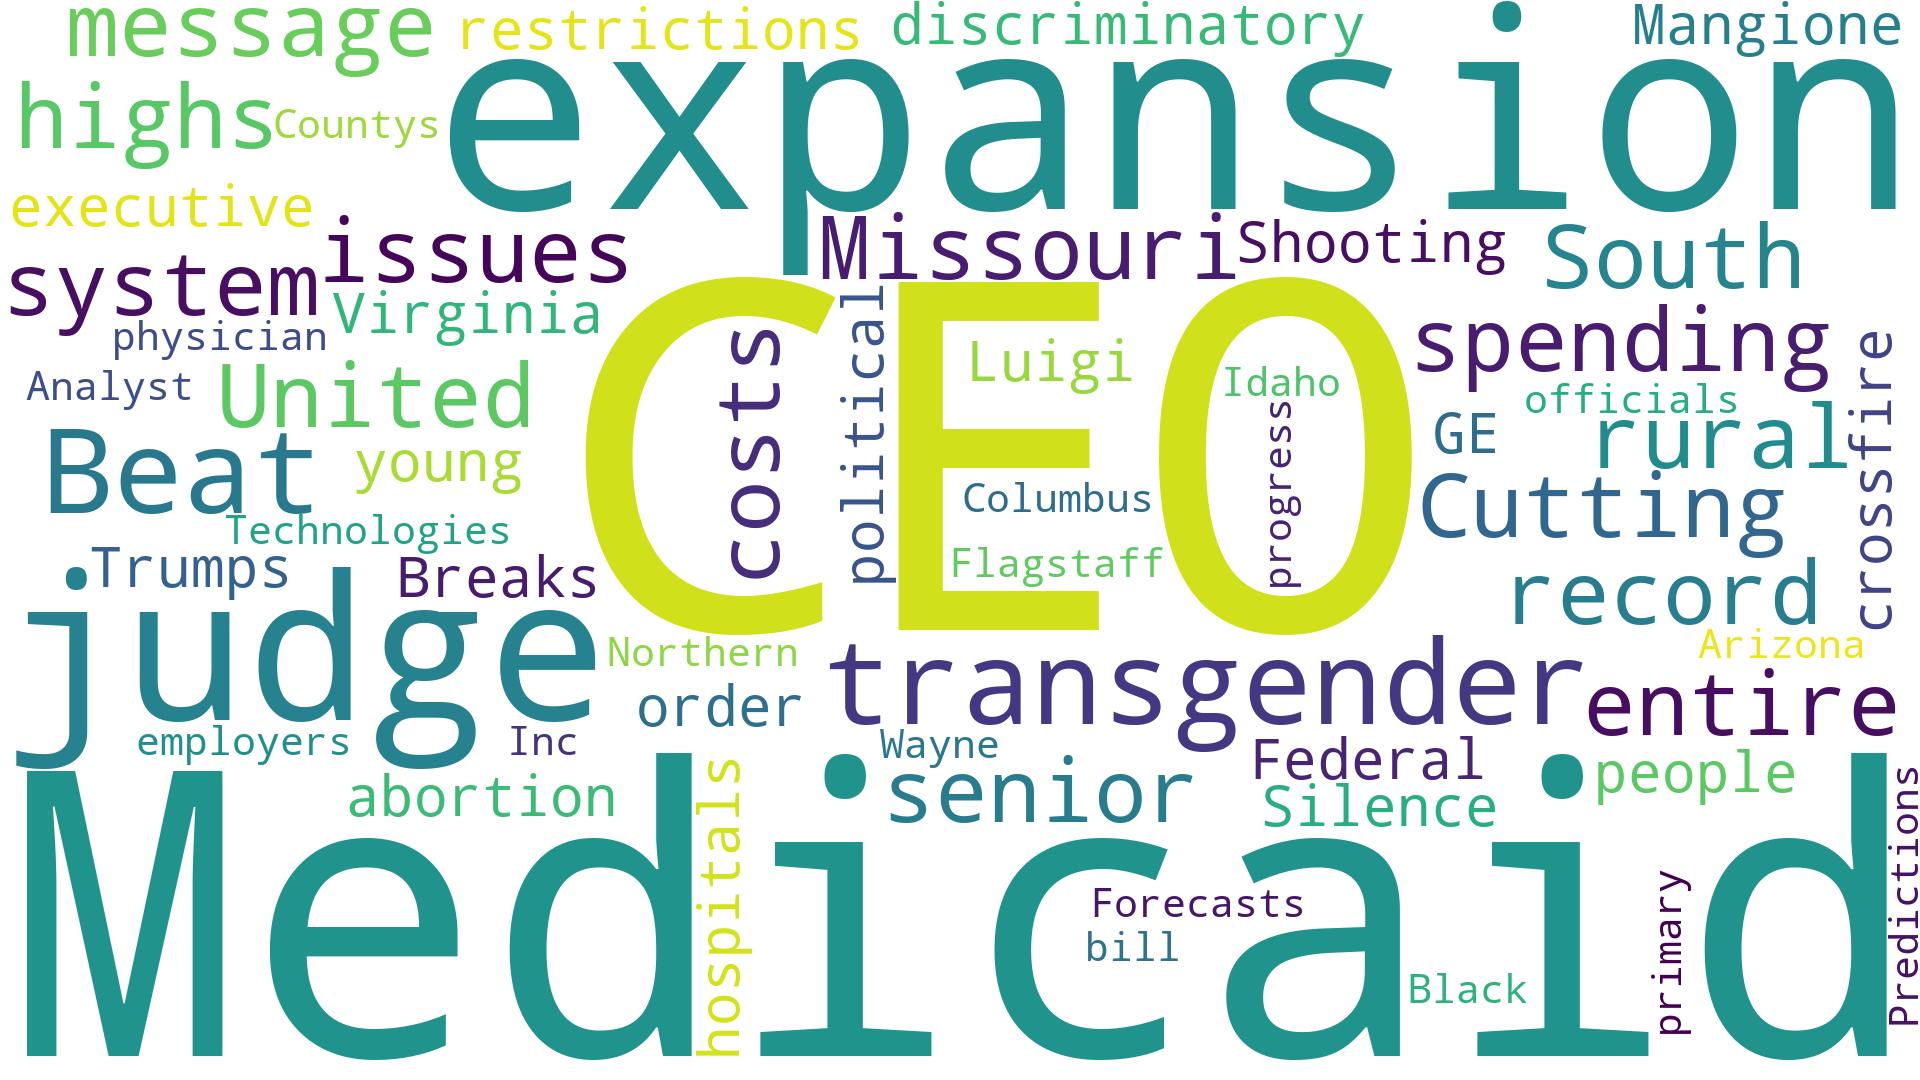 message
restrictions
discriminatory
Mangione
expansion
highs
Countys
executive
issues
Missouri
Shooting
South
system
Virginia
physician
CEO
costs
political
Luigi
Idaho
spending
crossfire
Analyst
United
officials
progress
GE
rural
Beat
young
Columbus
Cutting
Technologies
Flagstaff
Trumps
Breaks
record
judge
Northern
transgender
Arizona
order
entire
employers
Inc
Wayne
Federal
people
Medicaid
abortion
hospitals
senior
Silence
Predictions
Forecasts
primary
bill
Black